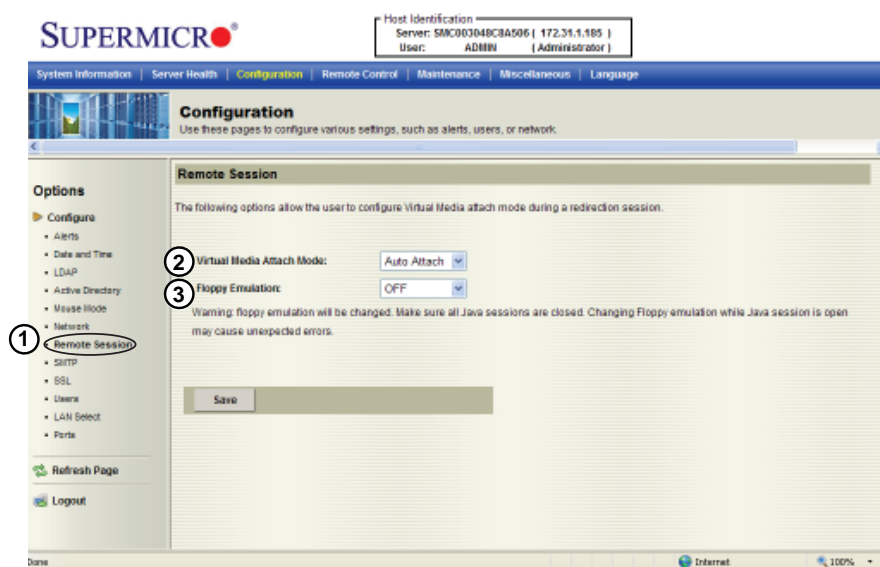 SUPERMICRO®
Host Identification
Server: SMC003048C8A506 ( 172.31.1.185 )
User: ADMIN ( Administrator )
System Information | Server Health | Configuration | Remote Control | Maintenance | Miscellaneous | Language
Configuration
Use these pages to configure various settings, such as alerts, users, or network.
Options
Configure
Alerts
Date and Time
LDAP
Active Directory
Mouse Mode
Network
1 Remote Session
SMTP
SSL
Users
LAN Select
Ports
Refresh Page
Logout
Remote Session
The following options allow the user to configure Virtual Media attach mode during a redirection session.
2 Virtual Media Attach Mode: Auto Attach
3 Floppy Emulation: OFF
Warning: floppy emulation will be changed. Make sure all Java sessions are closed. Changing Floppy emulation while Java session is open
may cause unexpected errors.
Save
Done Internet 100%